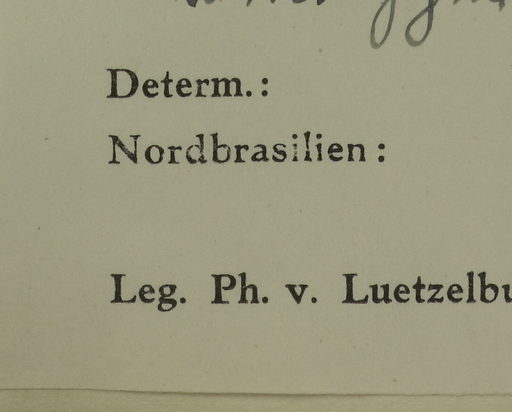 Determ.:
Nordbrasilien:
Leg. Ph. v. Luetzelbu